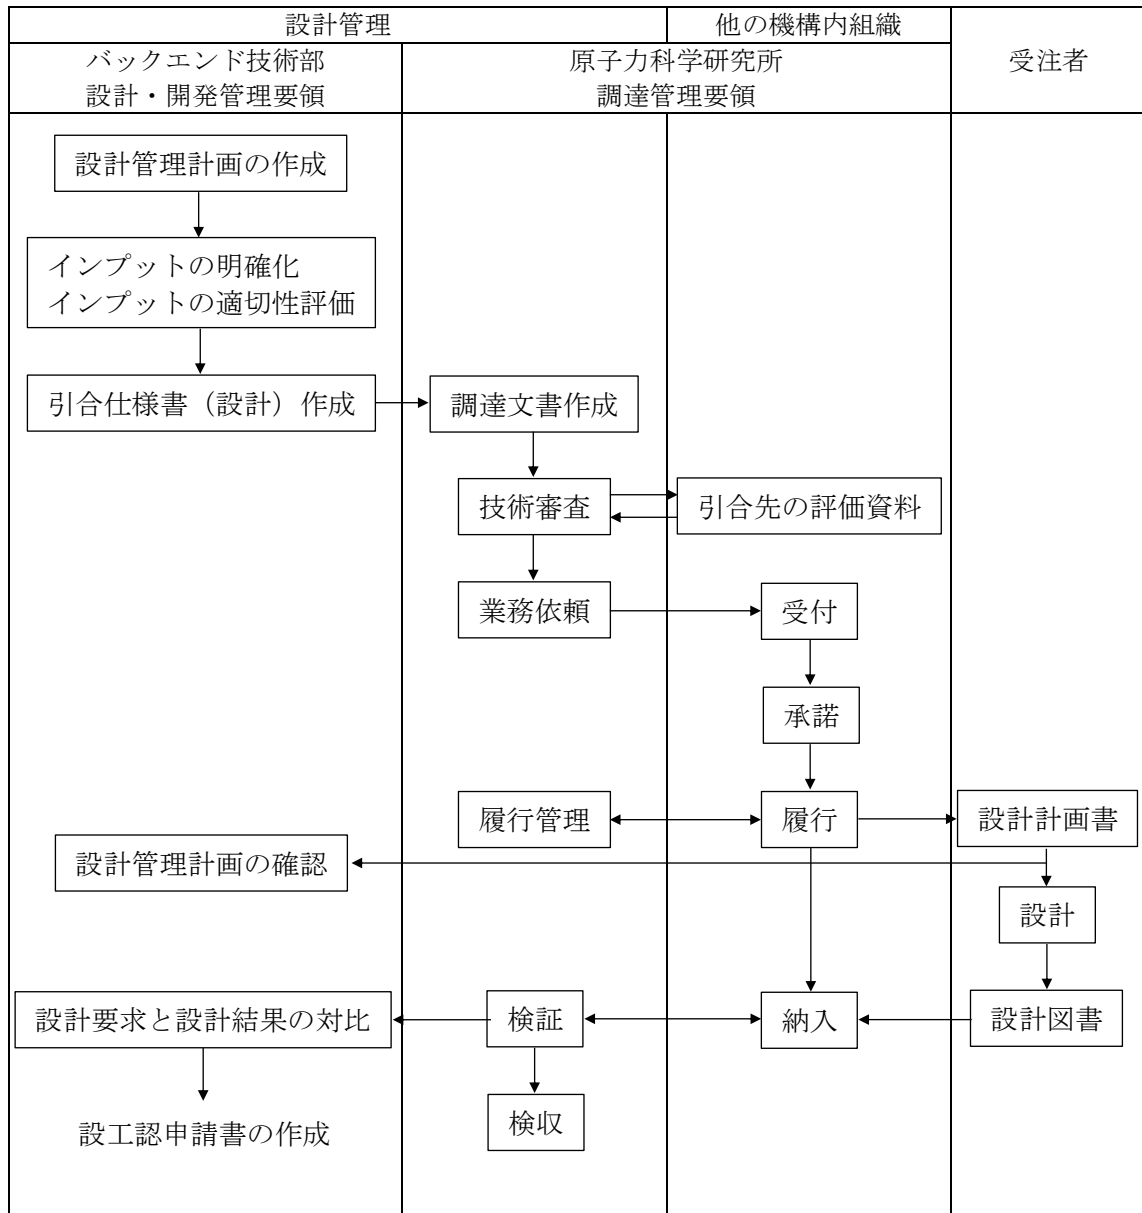 設計管理
他の機構内組織
バックエンド技術部
設計・開発管理要領
原子力科学研究所
調達管理要領
受注者
設計管理計画の作成
インプットの明確化
インプットの適切性評価
引合仕様書（設計）作成
調達文書作成
技術審査
引合先の評価資料
業務依頼
受付
承諾
履行管理
履行
設計計画書
設計管理計画の確認
設計
設計要求と設計結果の対比
検証
納入
設計図書
検収
設工認申請書の作成